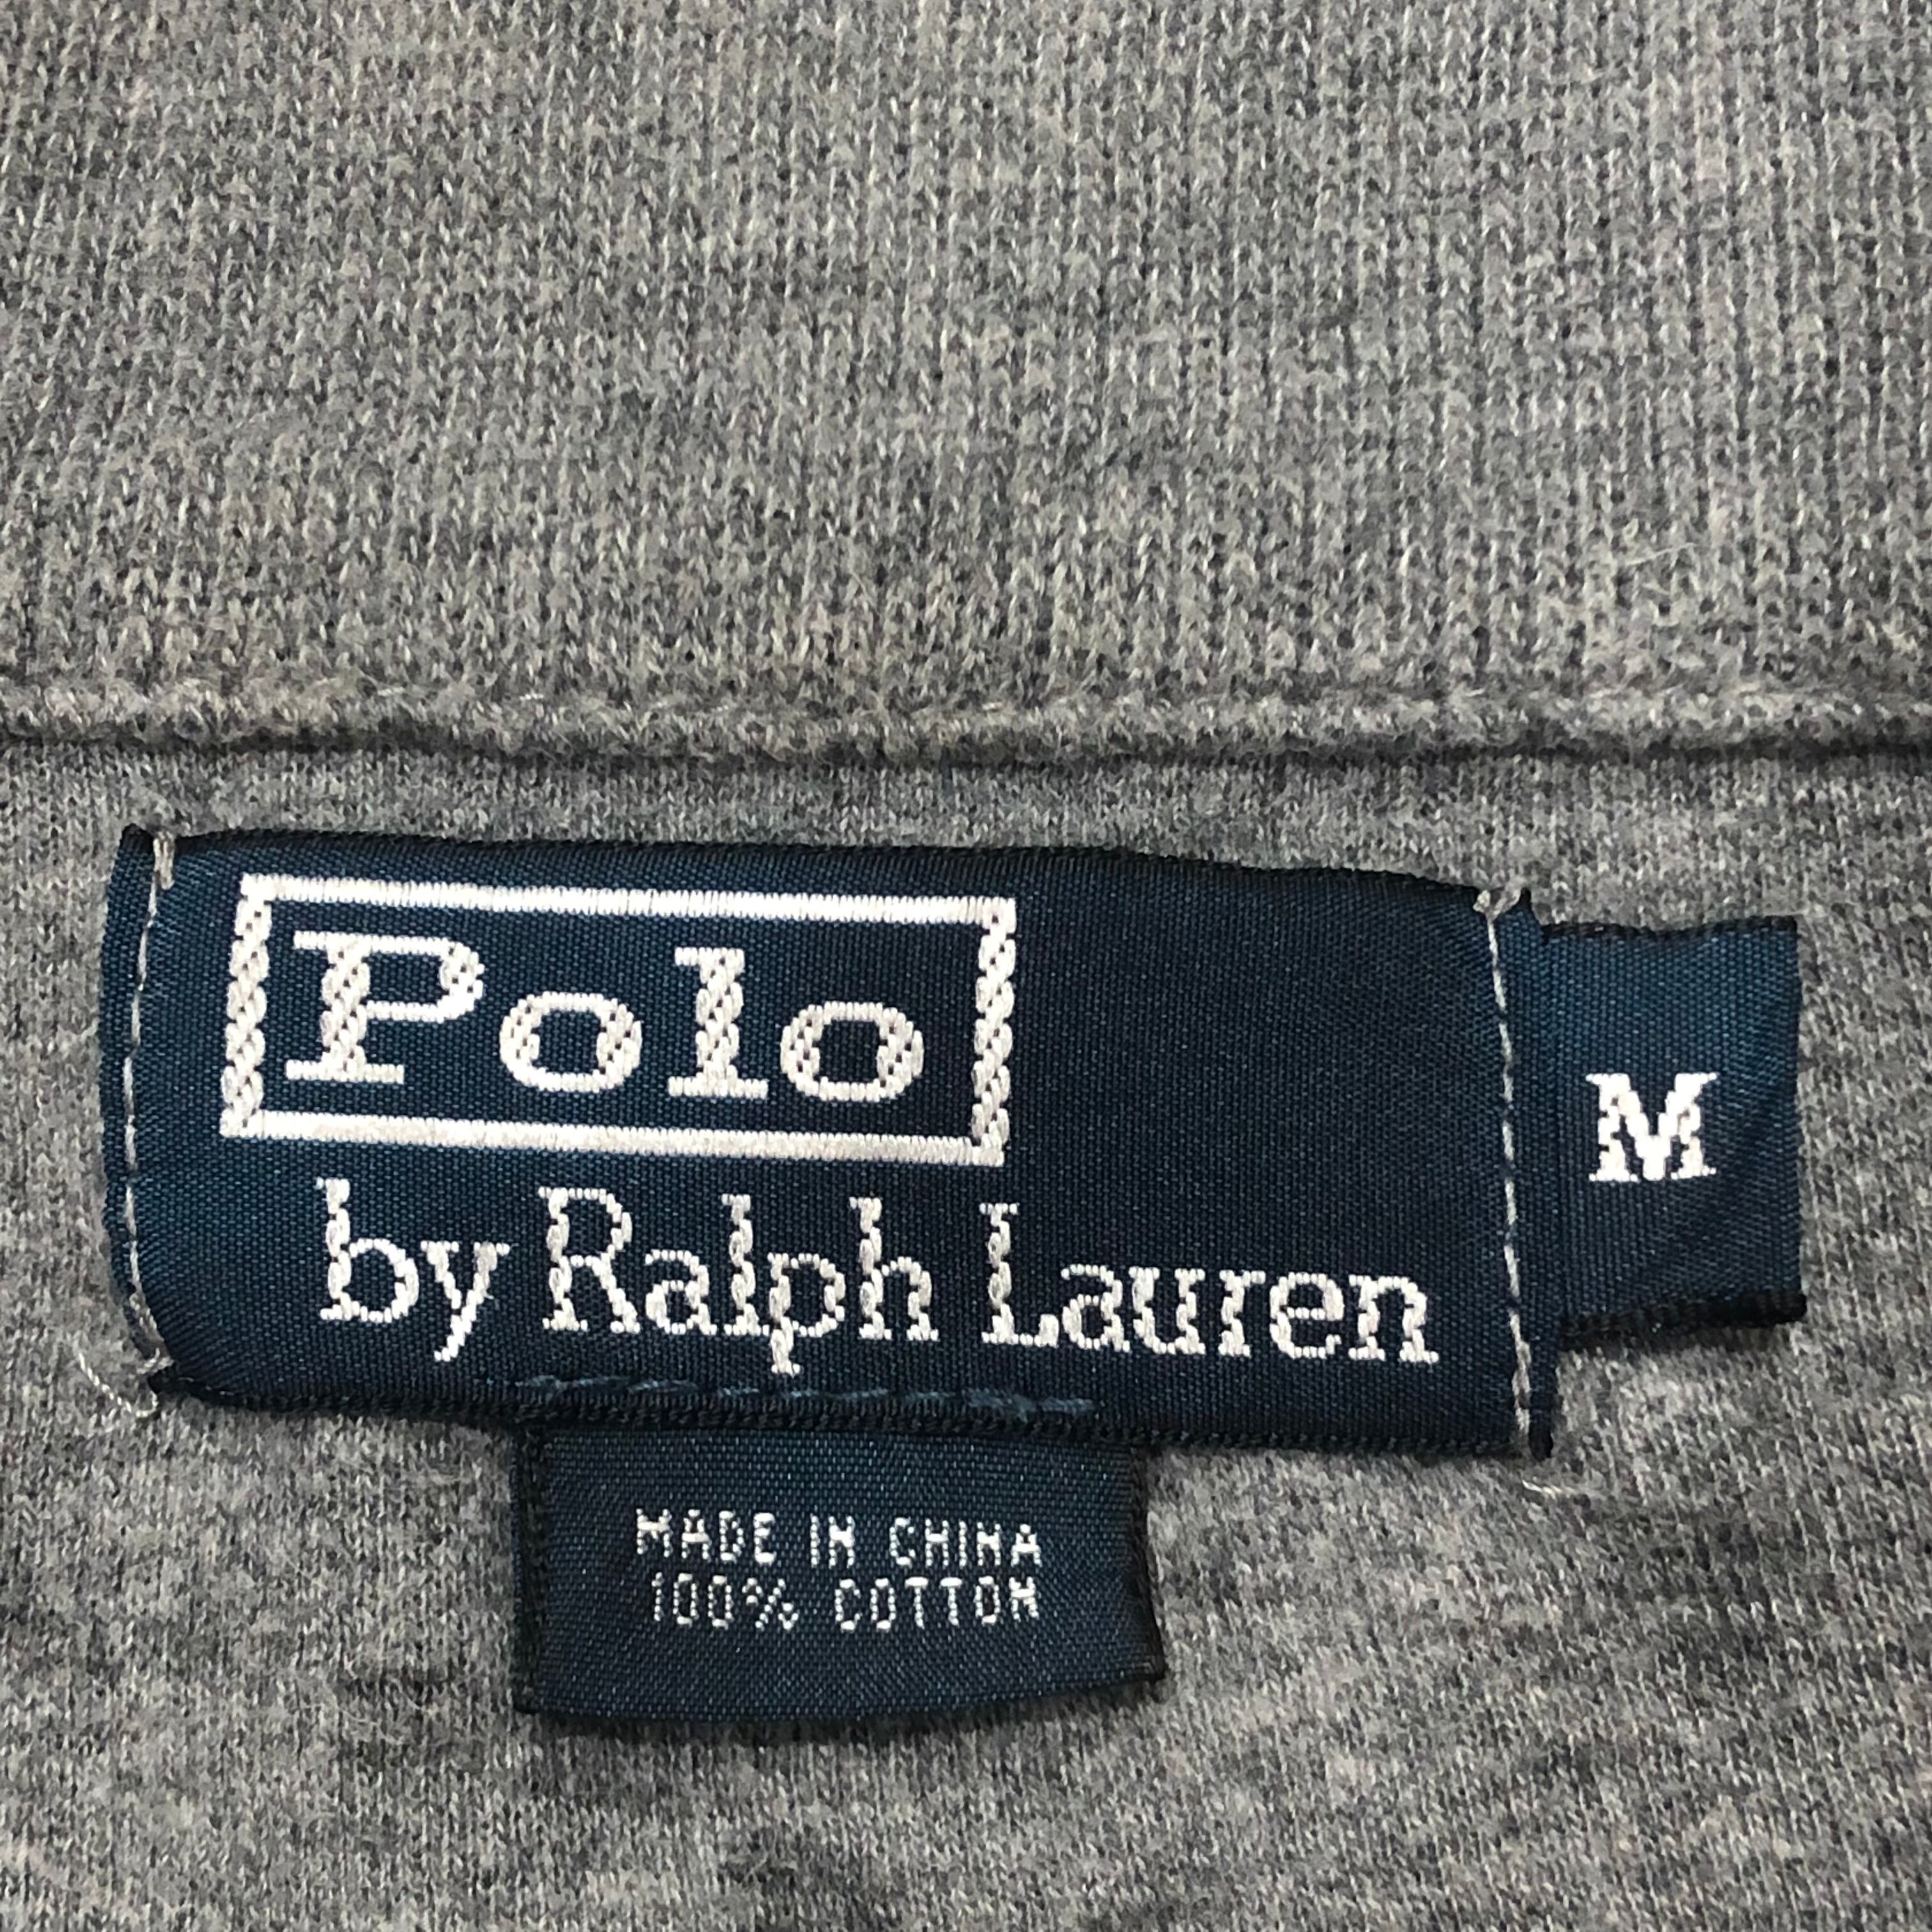 Polo
by Ralph Lauren
M
MADE IN CHINA
100% COTTON